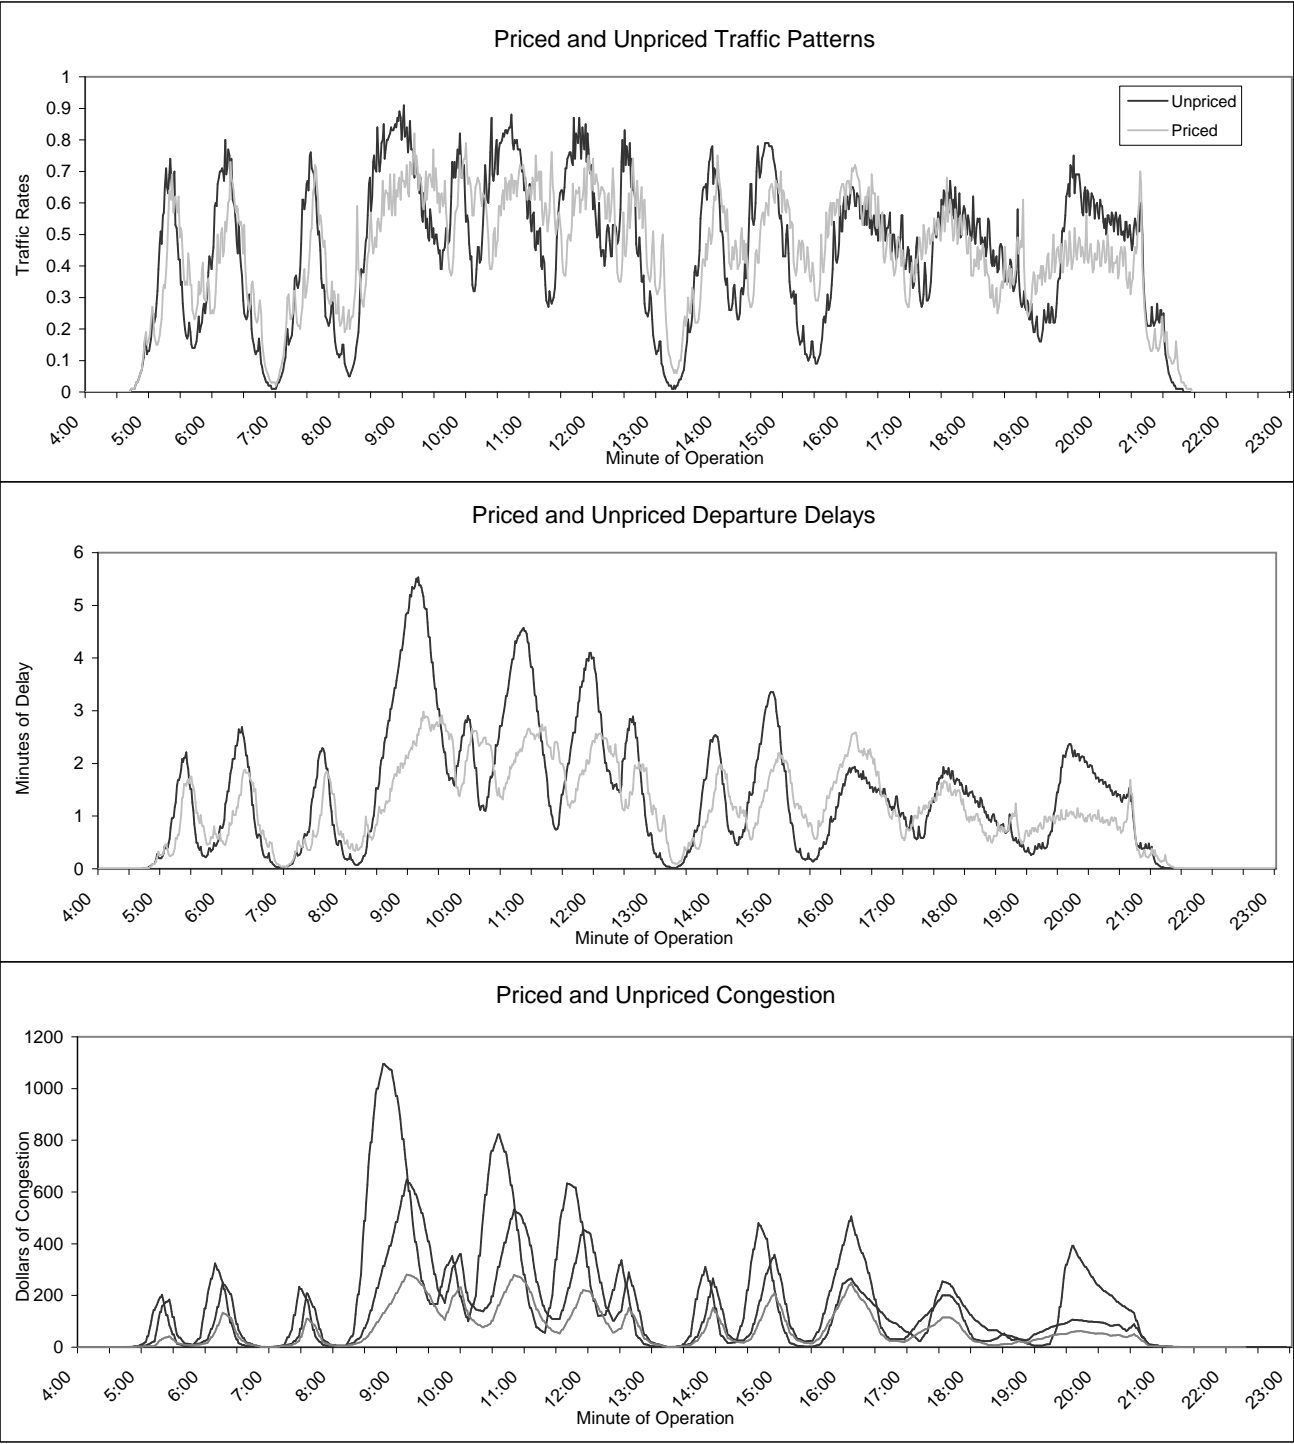 Priced and Unpriced Traffic Patterns
1
0.9
0.8
0.7
0.6
0.5
0.4
0.3
0.2
0.1
0
Traffic Rates
Unpriced
Priced
4:00 5:00 6:00 7:00 8:00 9:00 10:00 11:00 12:00 13:00 14:00 15:00 16:00 17:00 18:00 19:00 20:00 21:00 22:00 23:00
Minute of Operation
Priced and Unpriced Departure Delays
6
5
4
3
2
1
0
Minutes of Delay
4:00 5:00 6:00 7:00 8:00 9:00 10:00 11:00 12:00 13:00 14:00 15:00 16:00 17:00 18:00 19:00 20:00 21:00 22:00 23:00
Minute of Operation
Priced and Unpriced Congestion
1200
1000
800
600
400
200
0
Dollars of Congestion
4:00 5:00 6:00 7:00 8:00 9:00 10:00 11:00 12:00 13:00 14:00 15:00 16:00 17:00 18:00 19:00 20:00 21:00 22:00 23:00
Minute of Operation